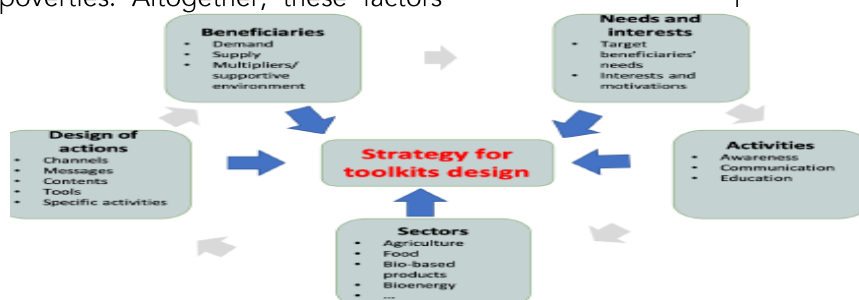 poverties. Altogether, these factors
Beneficiaries
• Demand
• Supply
• Multipliers/
supportive
environment
Needs and
interests
• Target
beneficiaries'
needs
• Interests and
motivations
Design of
actions
• Channels
• Messages
• Contents
• Tools
• Specific activities
Strategy for
toolkits design
Activities
• Awareness
• Communication
• Education
Sectors
• Agriculture
• Food
• Bio-based
products
• Bioenergy
• ...